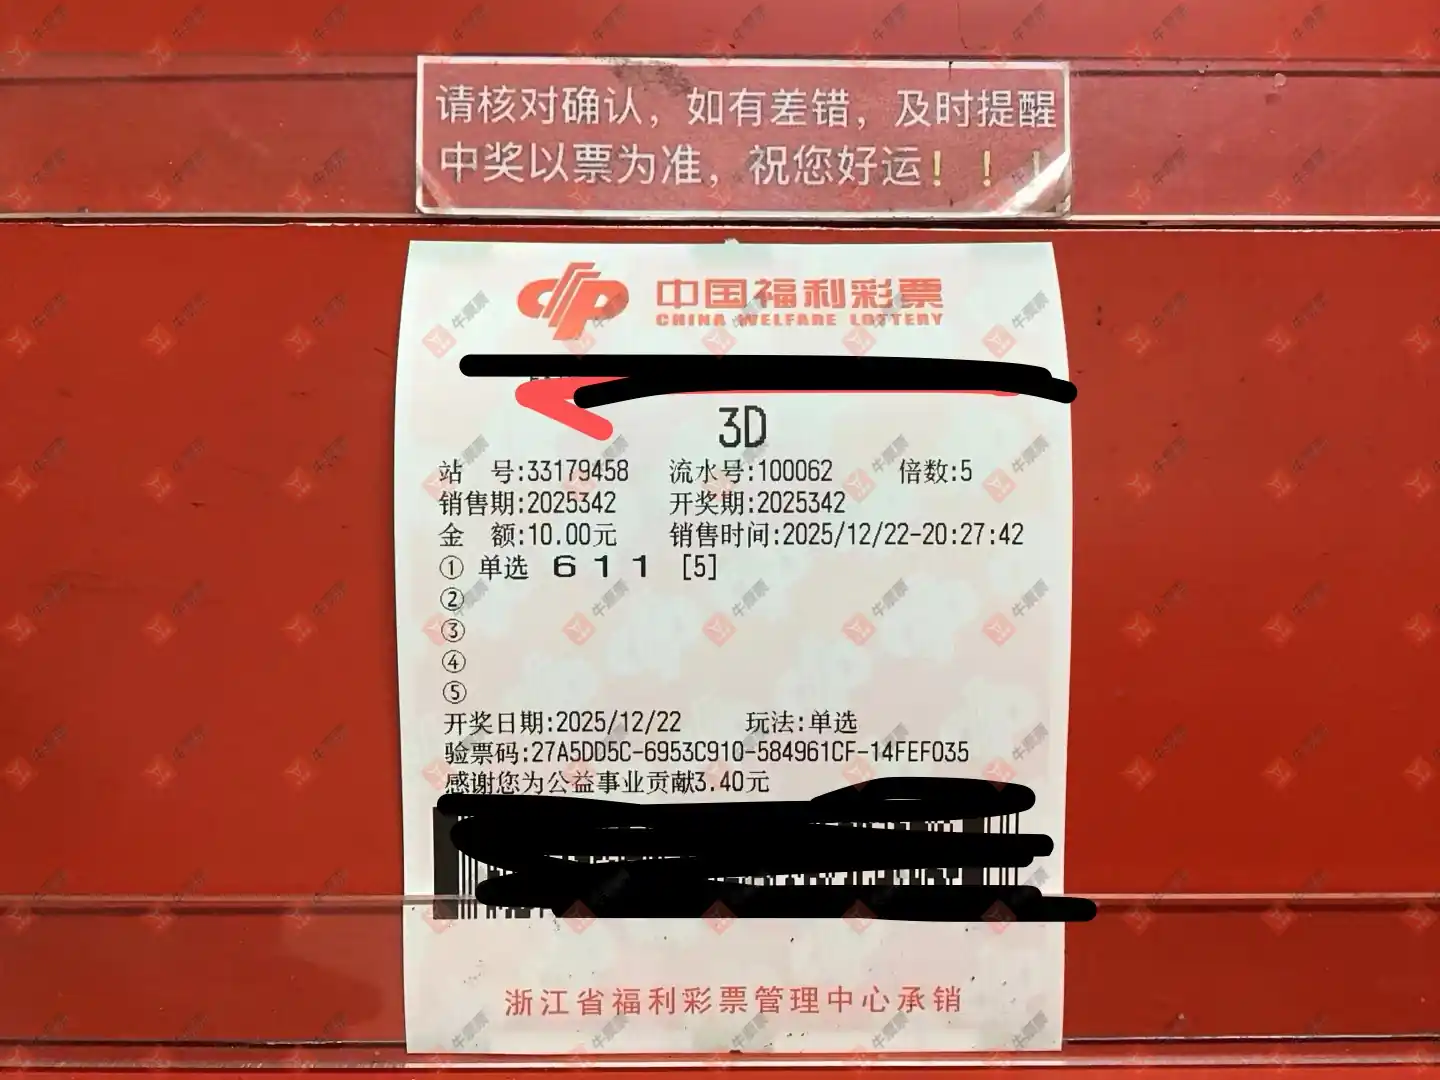 请核对确认，如有差错，及时提醒
中奖以票为准，祝您好运！！！
中国福利彩票
CHINA WELFARE LOTTERY
3D
站 号:33179458 流水号:100062 倍数:5
销售期:2025342 开奖期:2025342
金 额:10.00元 销售时间:2025/12/22-20:27:42
① 单选 6 1 1 [5]
②
③
④
⑤
开奖日期:2025/12/22 玩法:单选
验票码:27A5DD5C-6953C910-584961CF-14FEF035
感谢您为公益事业贡献3.40元
浙江省福利彩票管理中心承销
牛票票